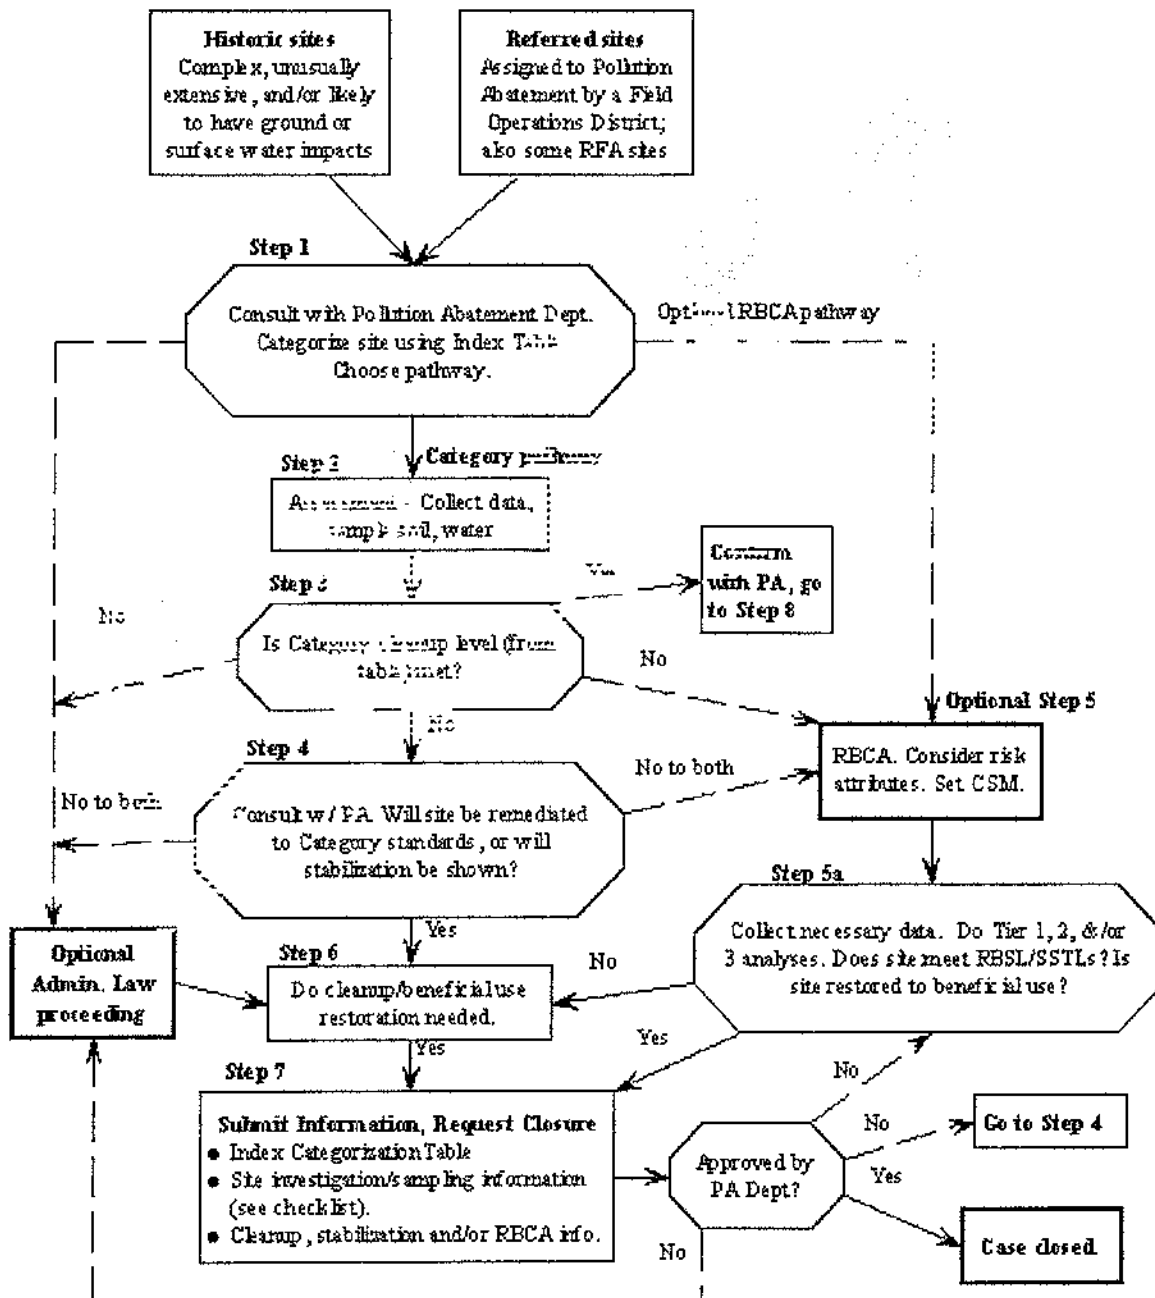 Historic sites
Complex, unusually
extensive, and/or likely
to have ground or
surface water impacts
Referred sites
Assigned to Pollution
Abatement by a Field
Operations District;
also some RFA sites
Step 1
Consult with Pollution Abatement Dept.
Categorize site using Index Table
Choose pathway.
Optional RBCA pathway
Category pathway
Step 2
Assessment - Collect data,
sample soil, water
Step 3
Is Category cleanup level (from
table) met?
Yes
Confirm
with PA, go
to Step 8
No
No
No
Optional Step 5
RBCA. Consider risk
attributes. Set CSM.
Step 4
Consult w/ PA. Will site be remediated
to Category standards, or will
stabilization be shown?
No to both
No to both
Yes
Step 5a
Collect necessary data. Do Tier 1, 2, &/or
3 analyses. Does site meet RBSL/SSTLs? Is
site restored to beneficial use?
Optional
Admin. Law
proceeding
Step 6
Do cleanup/beneficial use
restoration needed.
No
Yes
Yes
Step 7
Submit Information, Request Closure
● Index Categorization Table
● Site investigation/sampling information
(see checklist).
● Cleanup, stabilization and/or RBCA info.
Approved by
PA Dept?
No
No
Go to Step 4
Yes
Case closed
No